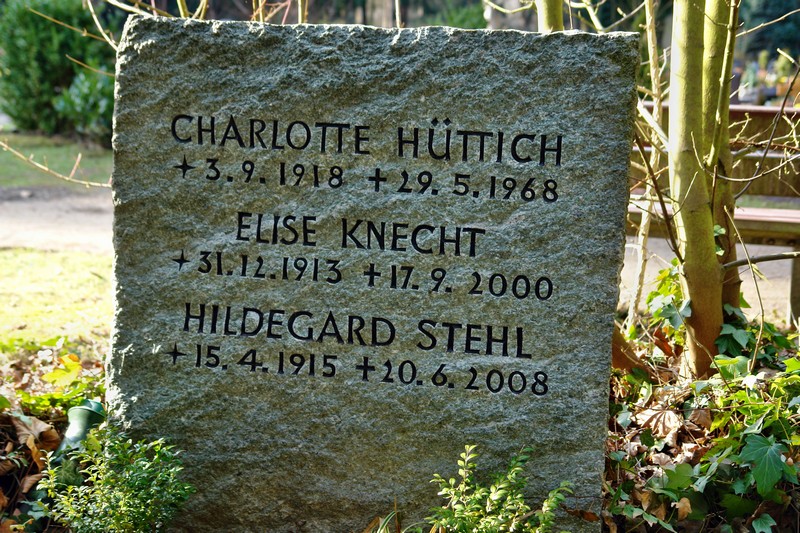 CHARLOTTE HÜTTICH
✦ 3.9.1918 ✝ 29.5.1968
ELISE KNECHT
✦ 31.12.1913 ✝ 17.9.2000
HILDEGARD STEHL
✦ 15.4.1915 ✝ 20.6.2008